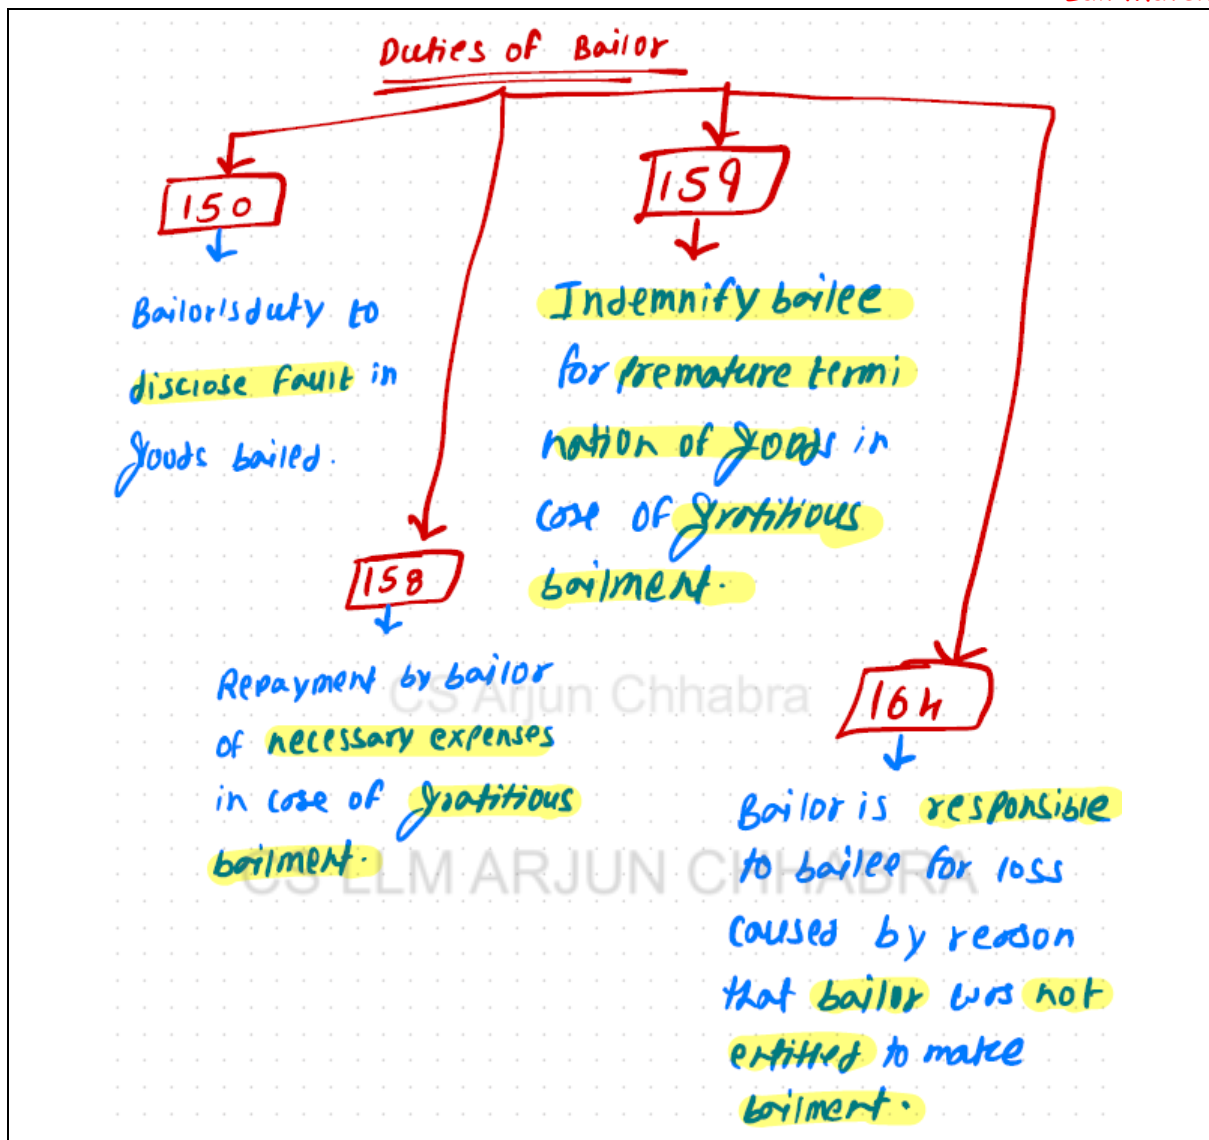 Duties of Bailor
150
Bailor's duty to
disclose fault in
goods bailed.
158
Repayment by bailor
of necessary expenses
in case of gratitious
bailment.
159
Indemnify bailee
for premature termi
nation of goods in
case of gratitious
bailment.
164
Bailor is responsible
to bailee for loss
caused by reason
that bailor was not
entitled to make
bailment.
CS Arjun Chhabra
CS LLM ARJUN CHHABRA